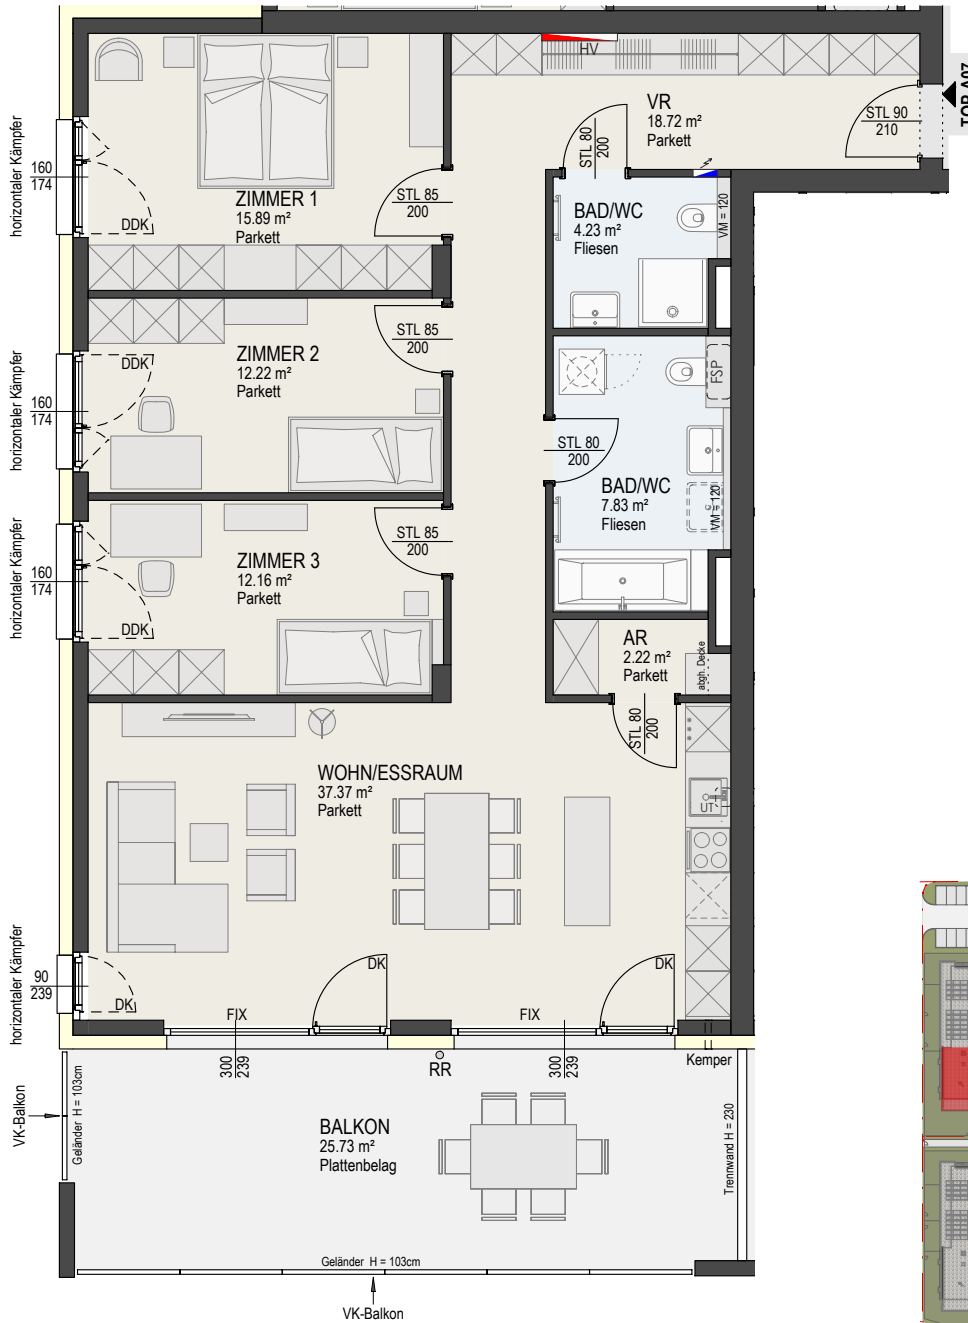 HV
VR
18.72 m²
Parkett
STL 90
210
TOP A07
STL 80
200
horizontaler Kämpfer
160
174
DDK
ZIMMER 1
15.89 m²
Parkett
STL 85
200
BAD/WC
4.23 m²
Fliesen
VM = 120
horizontaler Kämpfer
160
174
DDK
ZIMMER 2
12.22 m²
Parkett
STL 85
200
FSP
STL 80
200
BAD/WC
7.83 m²
Fliesen
VM = 120
horizontaler Kämpfer
160
174
DDK
ZIMMER 3
12.16 m²
Parkett
STL 85
200
AR
2.22 m²
Parkett
abgh. Decke
STL 80
200
WOHN/ESSRAUM
37.37 m²
Parkett
UT
horizontaler Kämpfer
90
239
DK
FIX
DK
FIX
DK
300
239
RR
300
239
Kemper
VK-Balkon
Geländer H = 103cm
BALKON
25.73 m²
Plattenbelag
Trennwand H = 230
Geländer H = 103cm
VK-Balkon